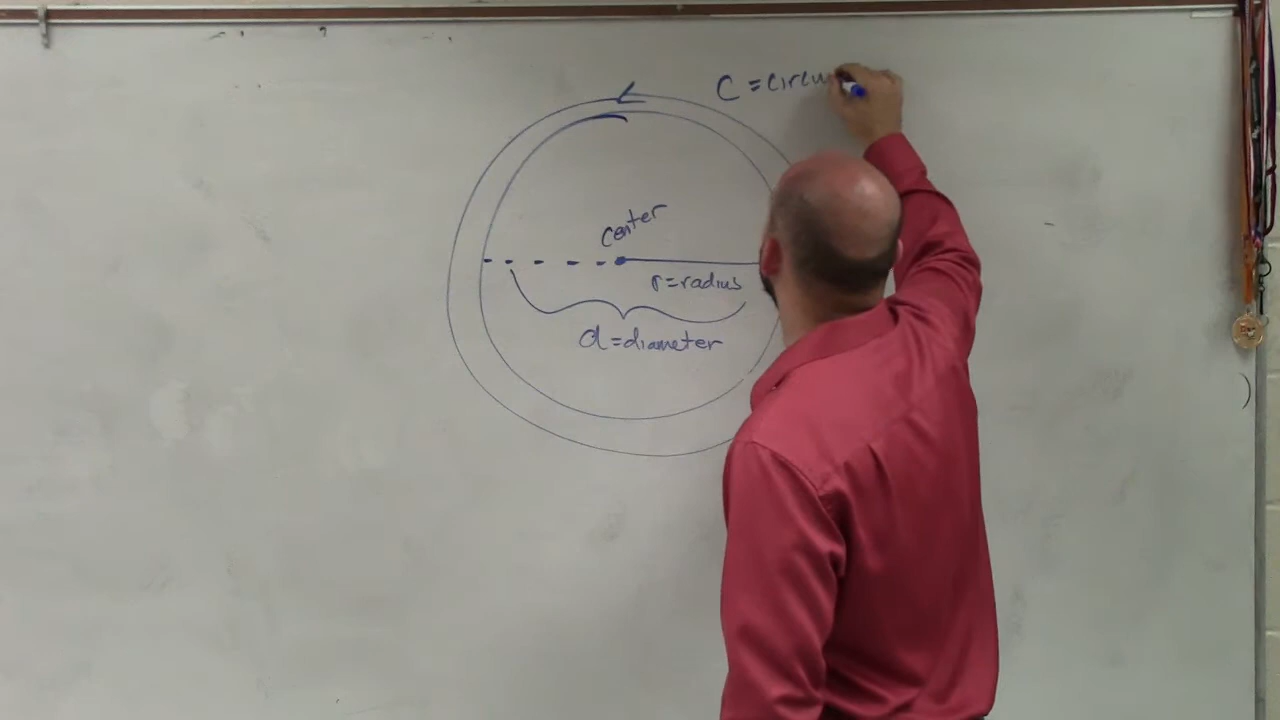 C = circu
center
r = radius
d = diameter